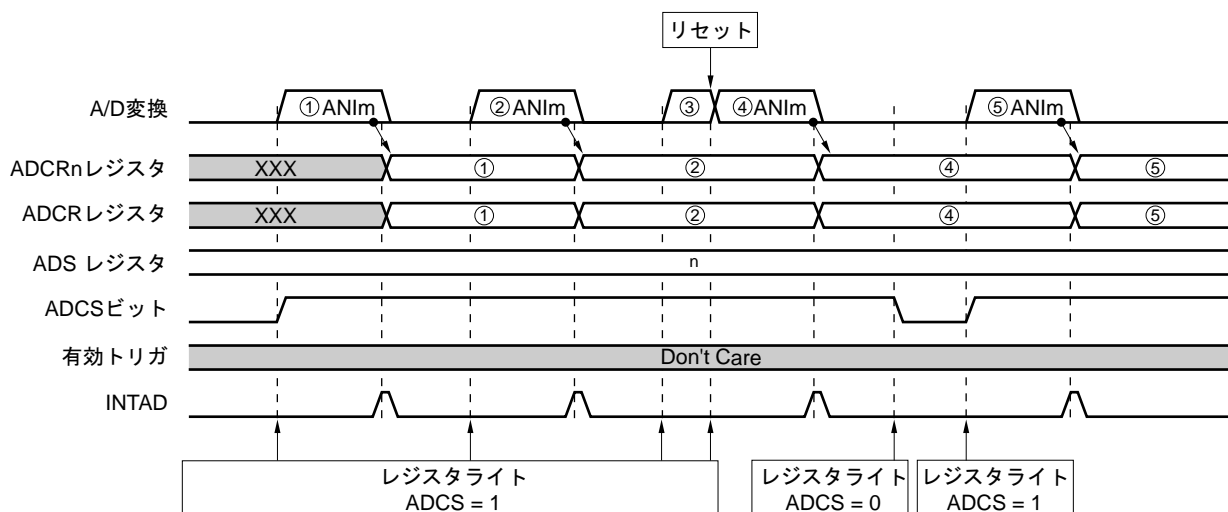 リセット
A/D変換
①ANIm
②ANIm
③
④ANIm
⑤ANIm
ADCRnレジスタ
XXX
①
②
④
⑤
ADCRレジスタ
XXX
①
②
④
⑤
ADS レジスタ
n
ADCSビット
有効トリガ
Don't Care
INTAD
レジスタライト
ADCS = 1
レジスタライト
ADCS = 0
レジスタライト
ADCS = 1